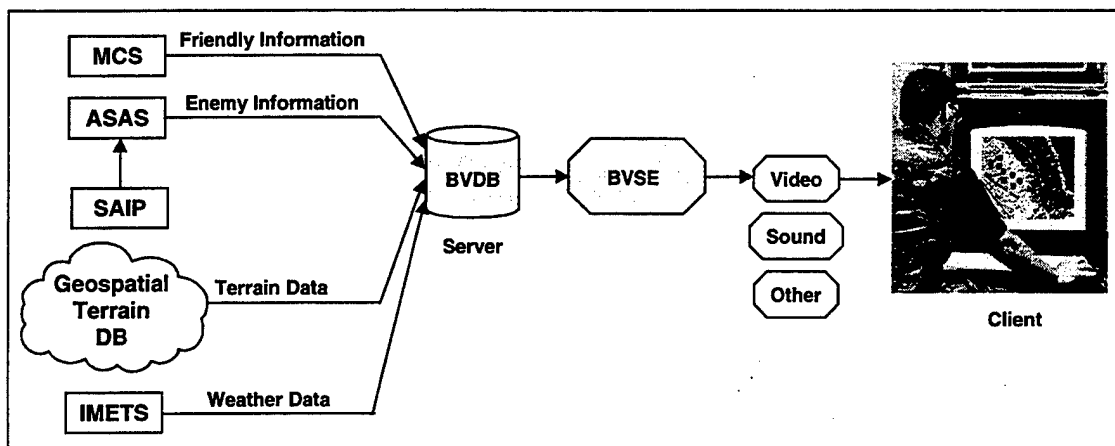 MCS
Friendly Information
ASAS
Enemy Information
SAIP
Geospatial
Terrain
DB
Terrain Data
IMETS
Weather Data
BVDB
Server
BVSE
Video
Sound
Other
Client